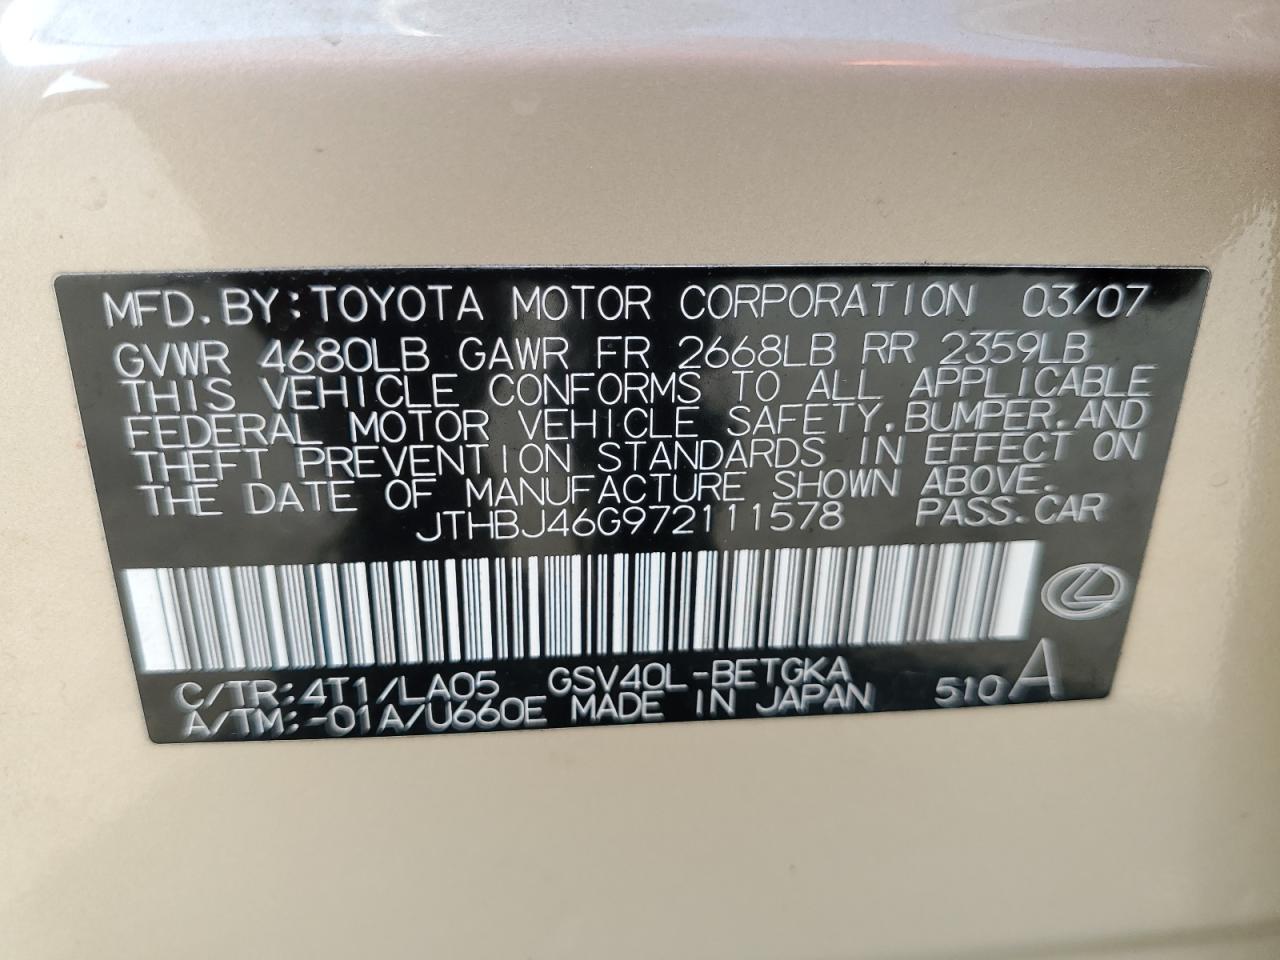 MFD. BY: TOYOTA MOTOR CORPORATION 03/07
GVWR 4680LB GAWR FR 2668LB RR 2359LB
THIS VEHICLE CONFORMS TO ALL APPLICABLE
FEDERAL MOTOR VEHICLE SAFETY, BUMPER, AND
THEFT PREVENTION STANDARDS IN EFFECT ON
THE DATE OF MANUFACTURE SHOWN ABOVE.
JTHBJ46G972111578 PASS. CAR
C/TR: 4T1/LA05 GSV40L-BETGKA
A/TM: -01A/U660E MADE IN JAPAN 510 A